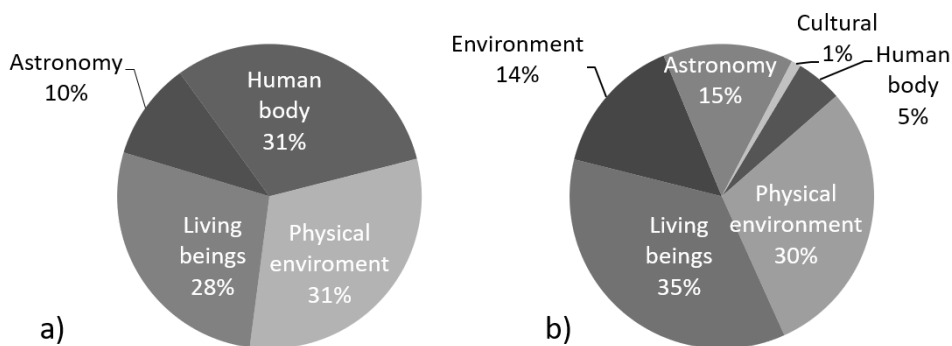 Astronomy
10%
Human
body
31%
Living
beings
28%
Physical
enviroment
31%
a)
Environment
14%
Astronomy
15%
Cultural
1%
Human
body
5%
Living
beings
35%
Physical
environment
30%
b)